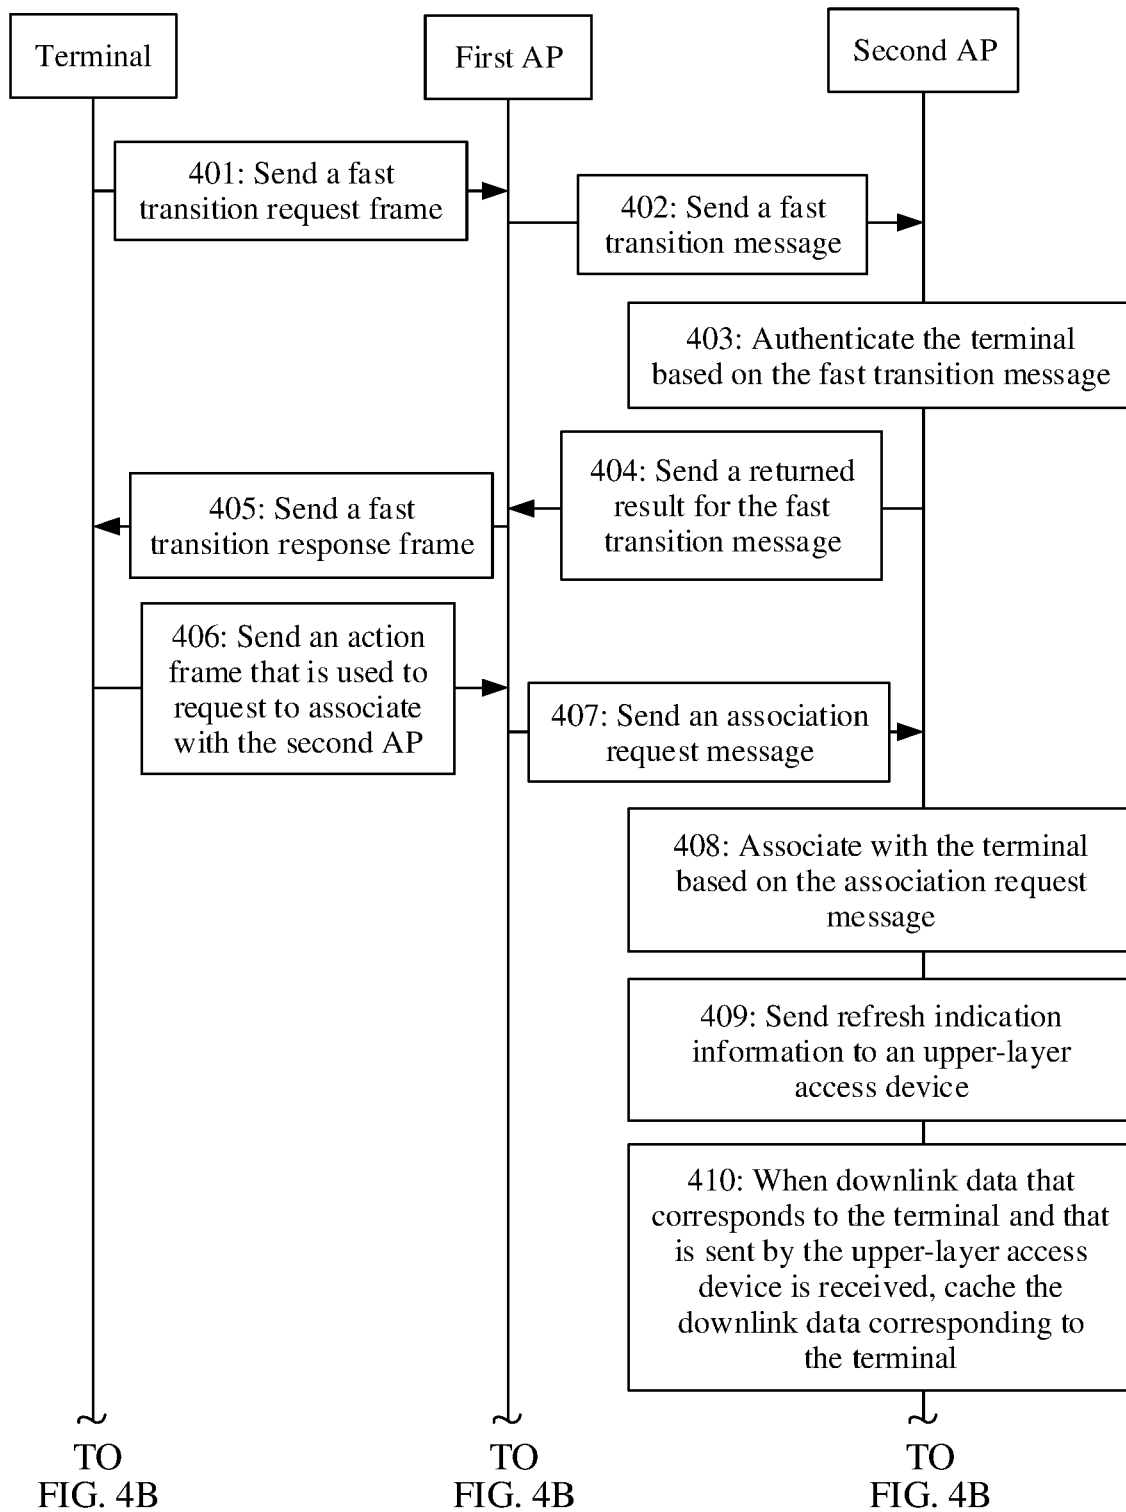 Terminal
First AP
Second AP
401: Send a fast
transition request frame
402: Send a fast
transition message
403: Authenticate the terminal
based on the fast transition message
404: Send a returned
result for the fast
transition message
405: Send a fast
transition response frame
406: Send an action
frame that is used to
request to associate
with the second AP
407: Send an association
request message
408: Associate with the terminal
based on the association request
message
409: Send refresh indication
information to an upper-layer
access device
410: When downlink data that
corresponds to the terminal and that
is sent by the upper-layer access
device is received, cache the
downlink data corresponding to
the terminal
TO
FIG. 4B
TO
FIG. 4B
TO
FIG. 4B